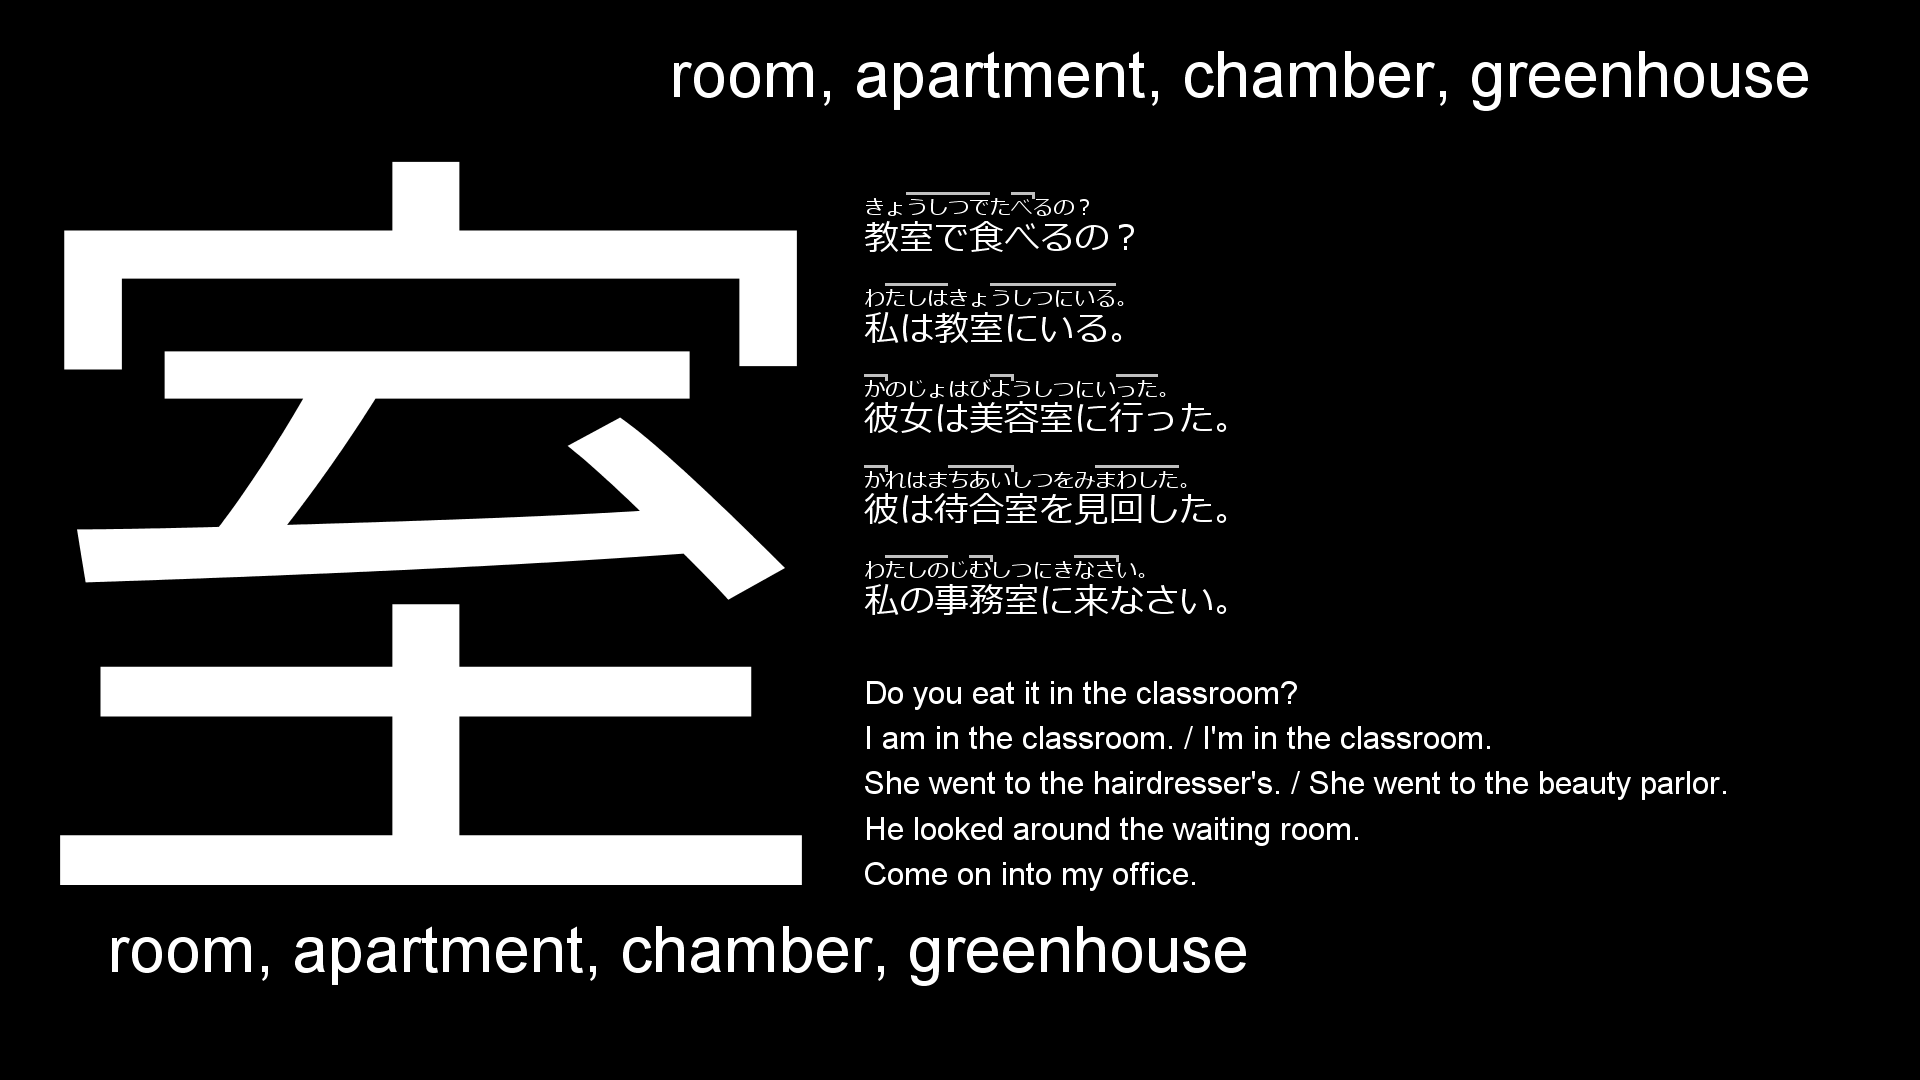 room, apartment, chamber, greenhouse
室
きょうしつでたべるの？
教室で食べるの？
わたしはきょうしつにいる。
私は教室にいる。
かのじょはびようしつにいった。
彼女は美容室に行った。
かれはまちあいしつをみまわした。
彼は待合室を見回した。
わたしのじむしつにきなさい。
私の事務室に来なさい。
Do you eat it in the classroom?
I am in the classroom. / I'm in the classroom.
She went to the hairdresser's. / She went to the beauty parlor.
He looked around the waiting room.
Come on into my office.
room, apartment, chamber, greenhouse